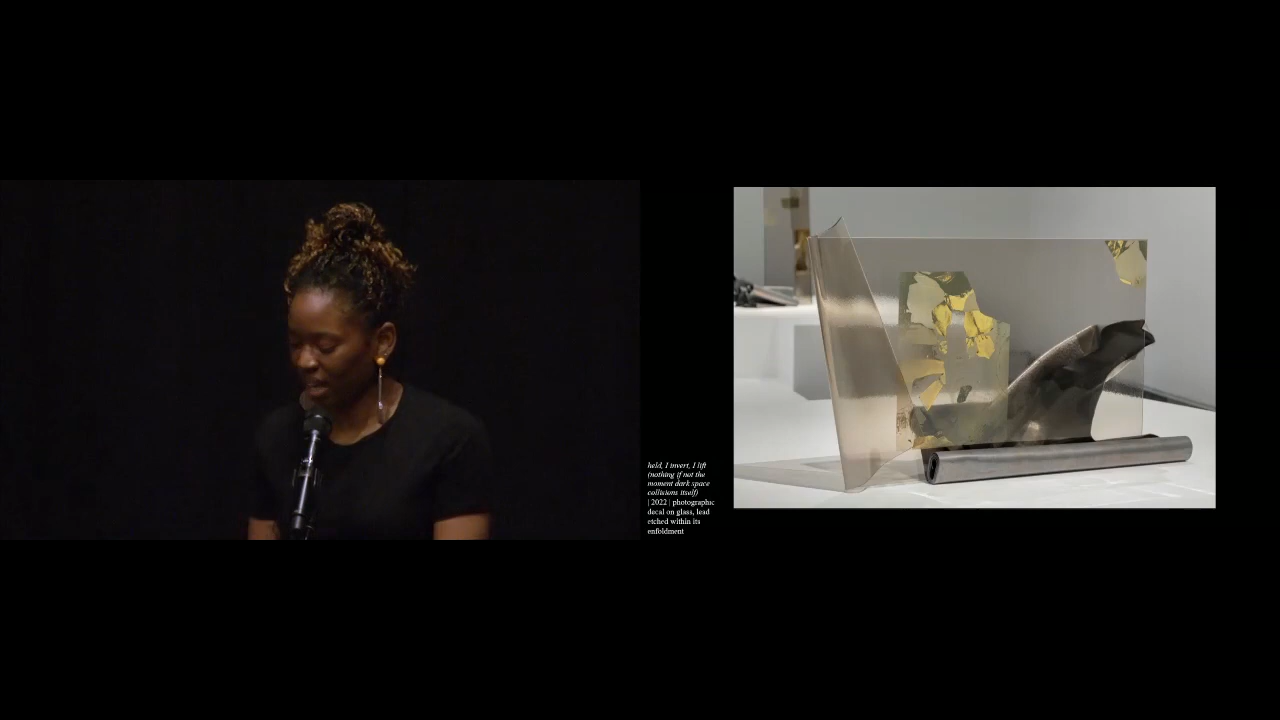 held, I invert, I lift
(nothing if not the
moment dark space
collisions itself)
| 2022 | photographic
decal on glass, lead
etched within its
enfoldment